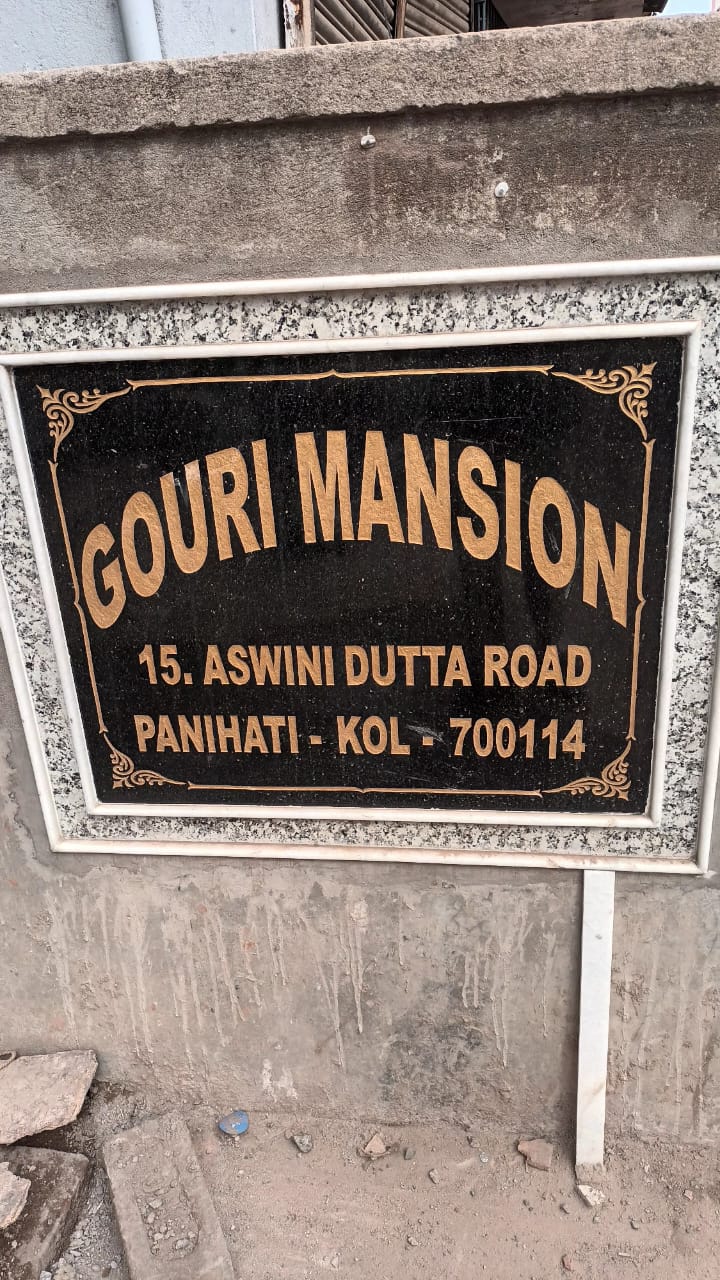 GOURI MANSION
15. ASWINI DUTTA ROAD
PANIHATI - KOL - 700114